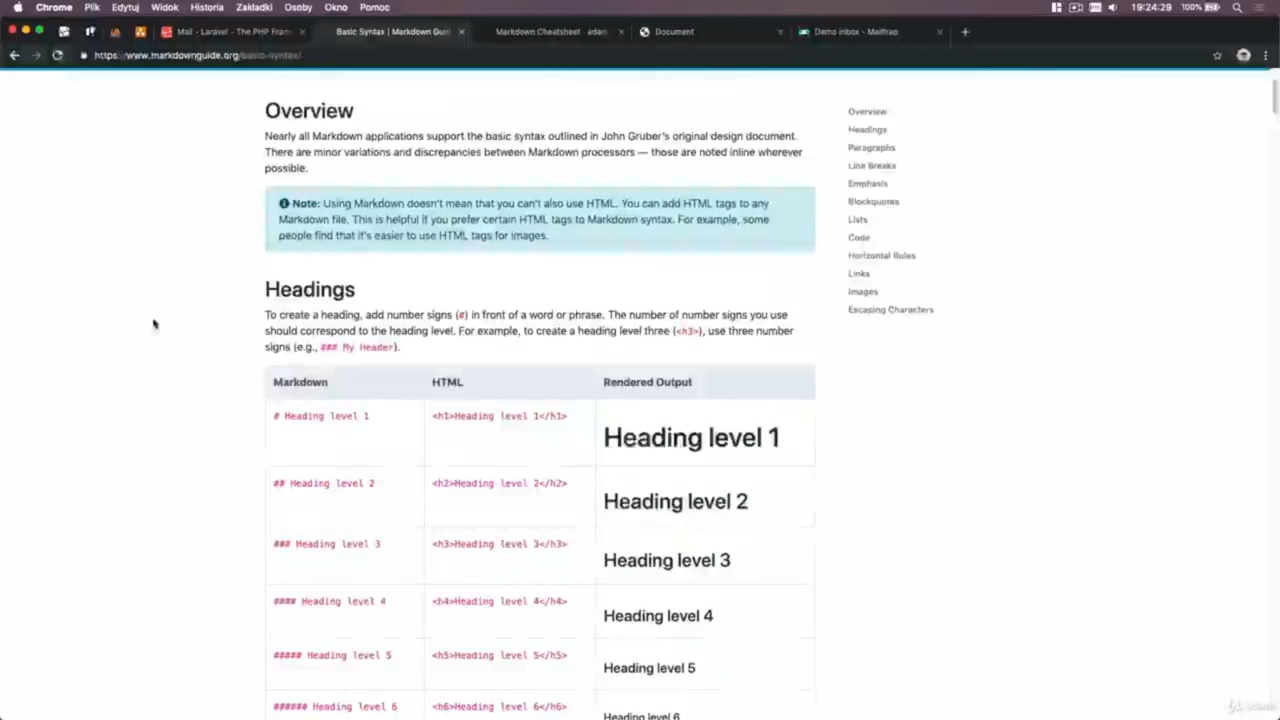 Chrome Plik Edytuj Widok Historia Zakładki Osoby Okno Pomoc 100% 19:24:29
Mail - Laravel - The PHP Fram
Basic Syntax | Markdown Gui
Markdown Cheatsheet · adam
Document
Demo inbox - Mailtrap
https://www.markdownguide.org/basic-syntax/
Overview
Nearly all Markdown applications support the basic syntax outlined in John Gruber's original design document.
There are minor variations and discrepancies between Markdown processors — those are noted inline wherever
possible.
Note: Using Markdown doesn't mean that you can't also use HTML. You can add HTML tags to any
Markdown file. This is helpful if you prefer certain HTML tags to Markdown syntax. For example, some
people find that it's easier to use HTML tags for images.
Headings
To create a heading, add number signs (#) in front of a word or phrase. The number of number signs you use
should correspond to the heading level. For example, to create a heading level three (<h3>), use three number
signs (e.g., ### My Header).
Markdown HTML Rendered Output
# Heading level 1 <h1>Heading level 1</h1> Heading level 1
## Heading level 2 <h2>Heading level 2</h2> Heading level 2
### Heading level 3 <h3>Heading level 3</h3> Heading level 3
#### Heading level 4 <h4>Heading level 4</h4> Heading level 4
##### Heading level 5 <h5>Heading level 5</h5> Heading level 5
###### Heading level 6 <h6>Heading level 6</h6> Heading level 6
Overview
Headings
Paragraphs
Line Breaks
Emphasis
Blockquotes
Lists
Code
Horizontal Rules
Links
Images
Escaping Characters